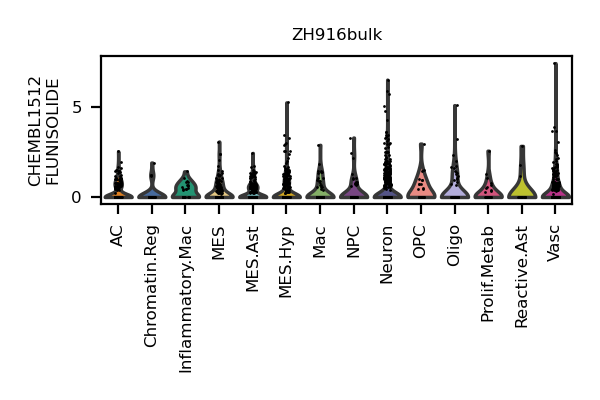 ZH916bulk
CHEMBL1512
FLUNISOLIDE
5
0
AC
Chromatin.Reg
Inflammatory.Mac
MES
MES.Ast
MES.Hyp
Mac
NPC
Neuron
OPC
Oligo
Prolif.Metab
Reactive.Ast
Vasc